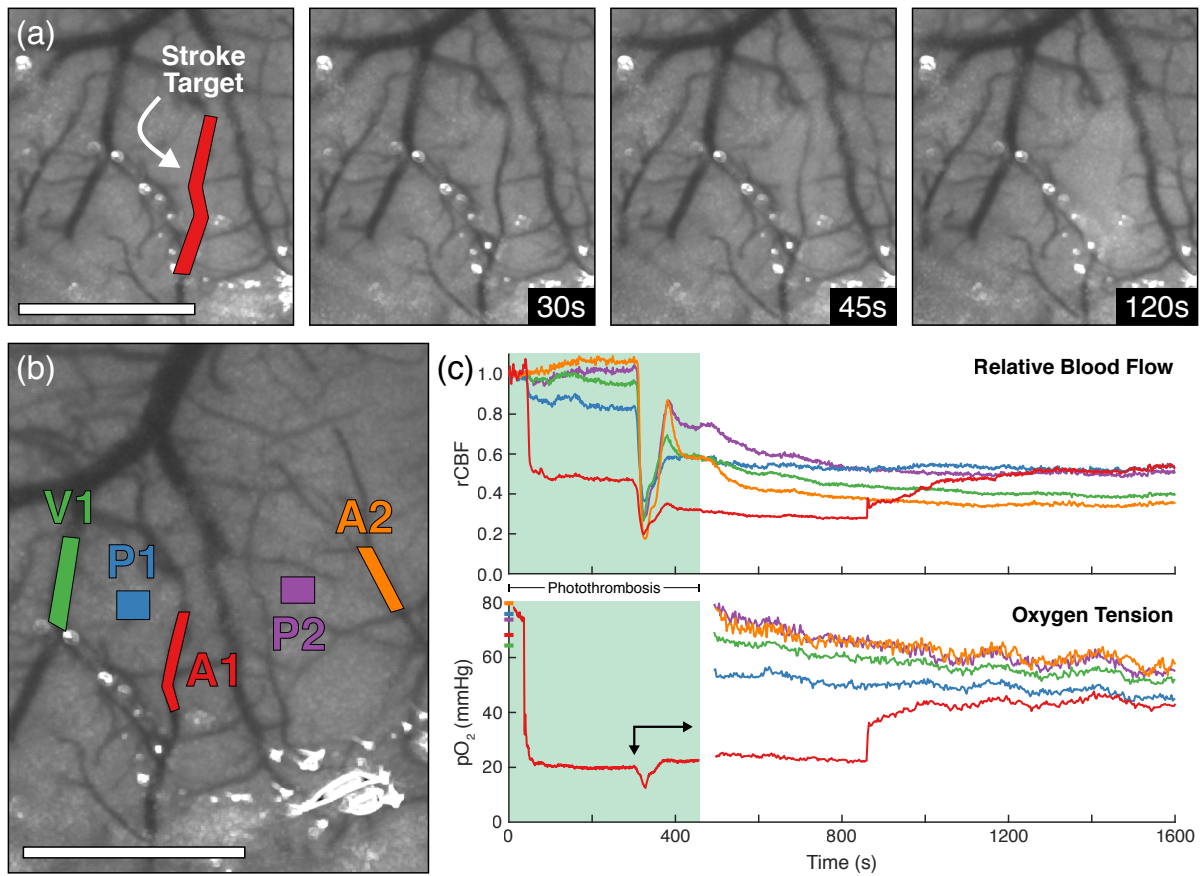 (a)
Stroke
Target
30s
45s
120s
(b)
V1
P1
A1
P2
A2
(c)
Relative Blood Flow
rCBF
1.0
0.8
0.6
0.4
0.2
0.0
Photothrombosis
Oxygen Tension
pO2 (mmHg)
80
60
40
20
0
0
400
800
1200
1600
Time (s)